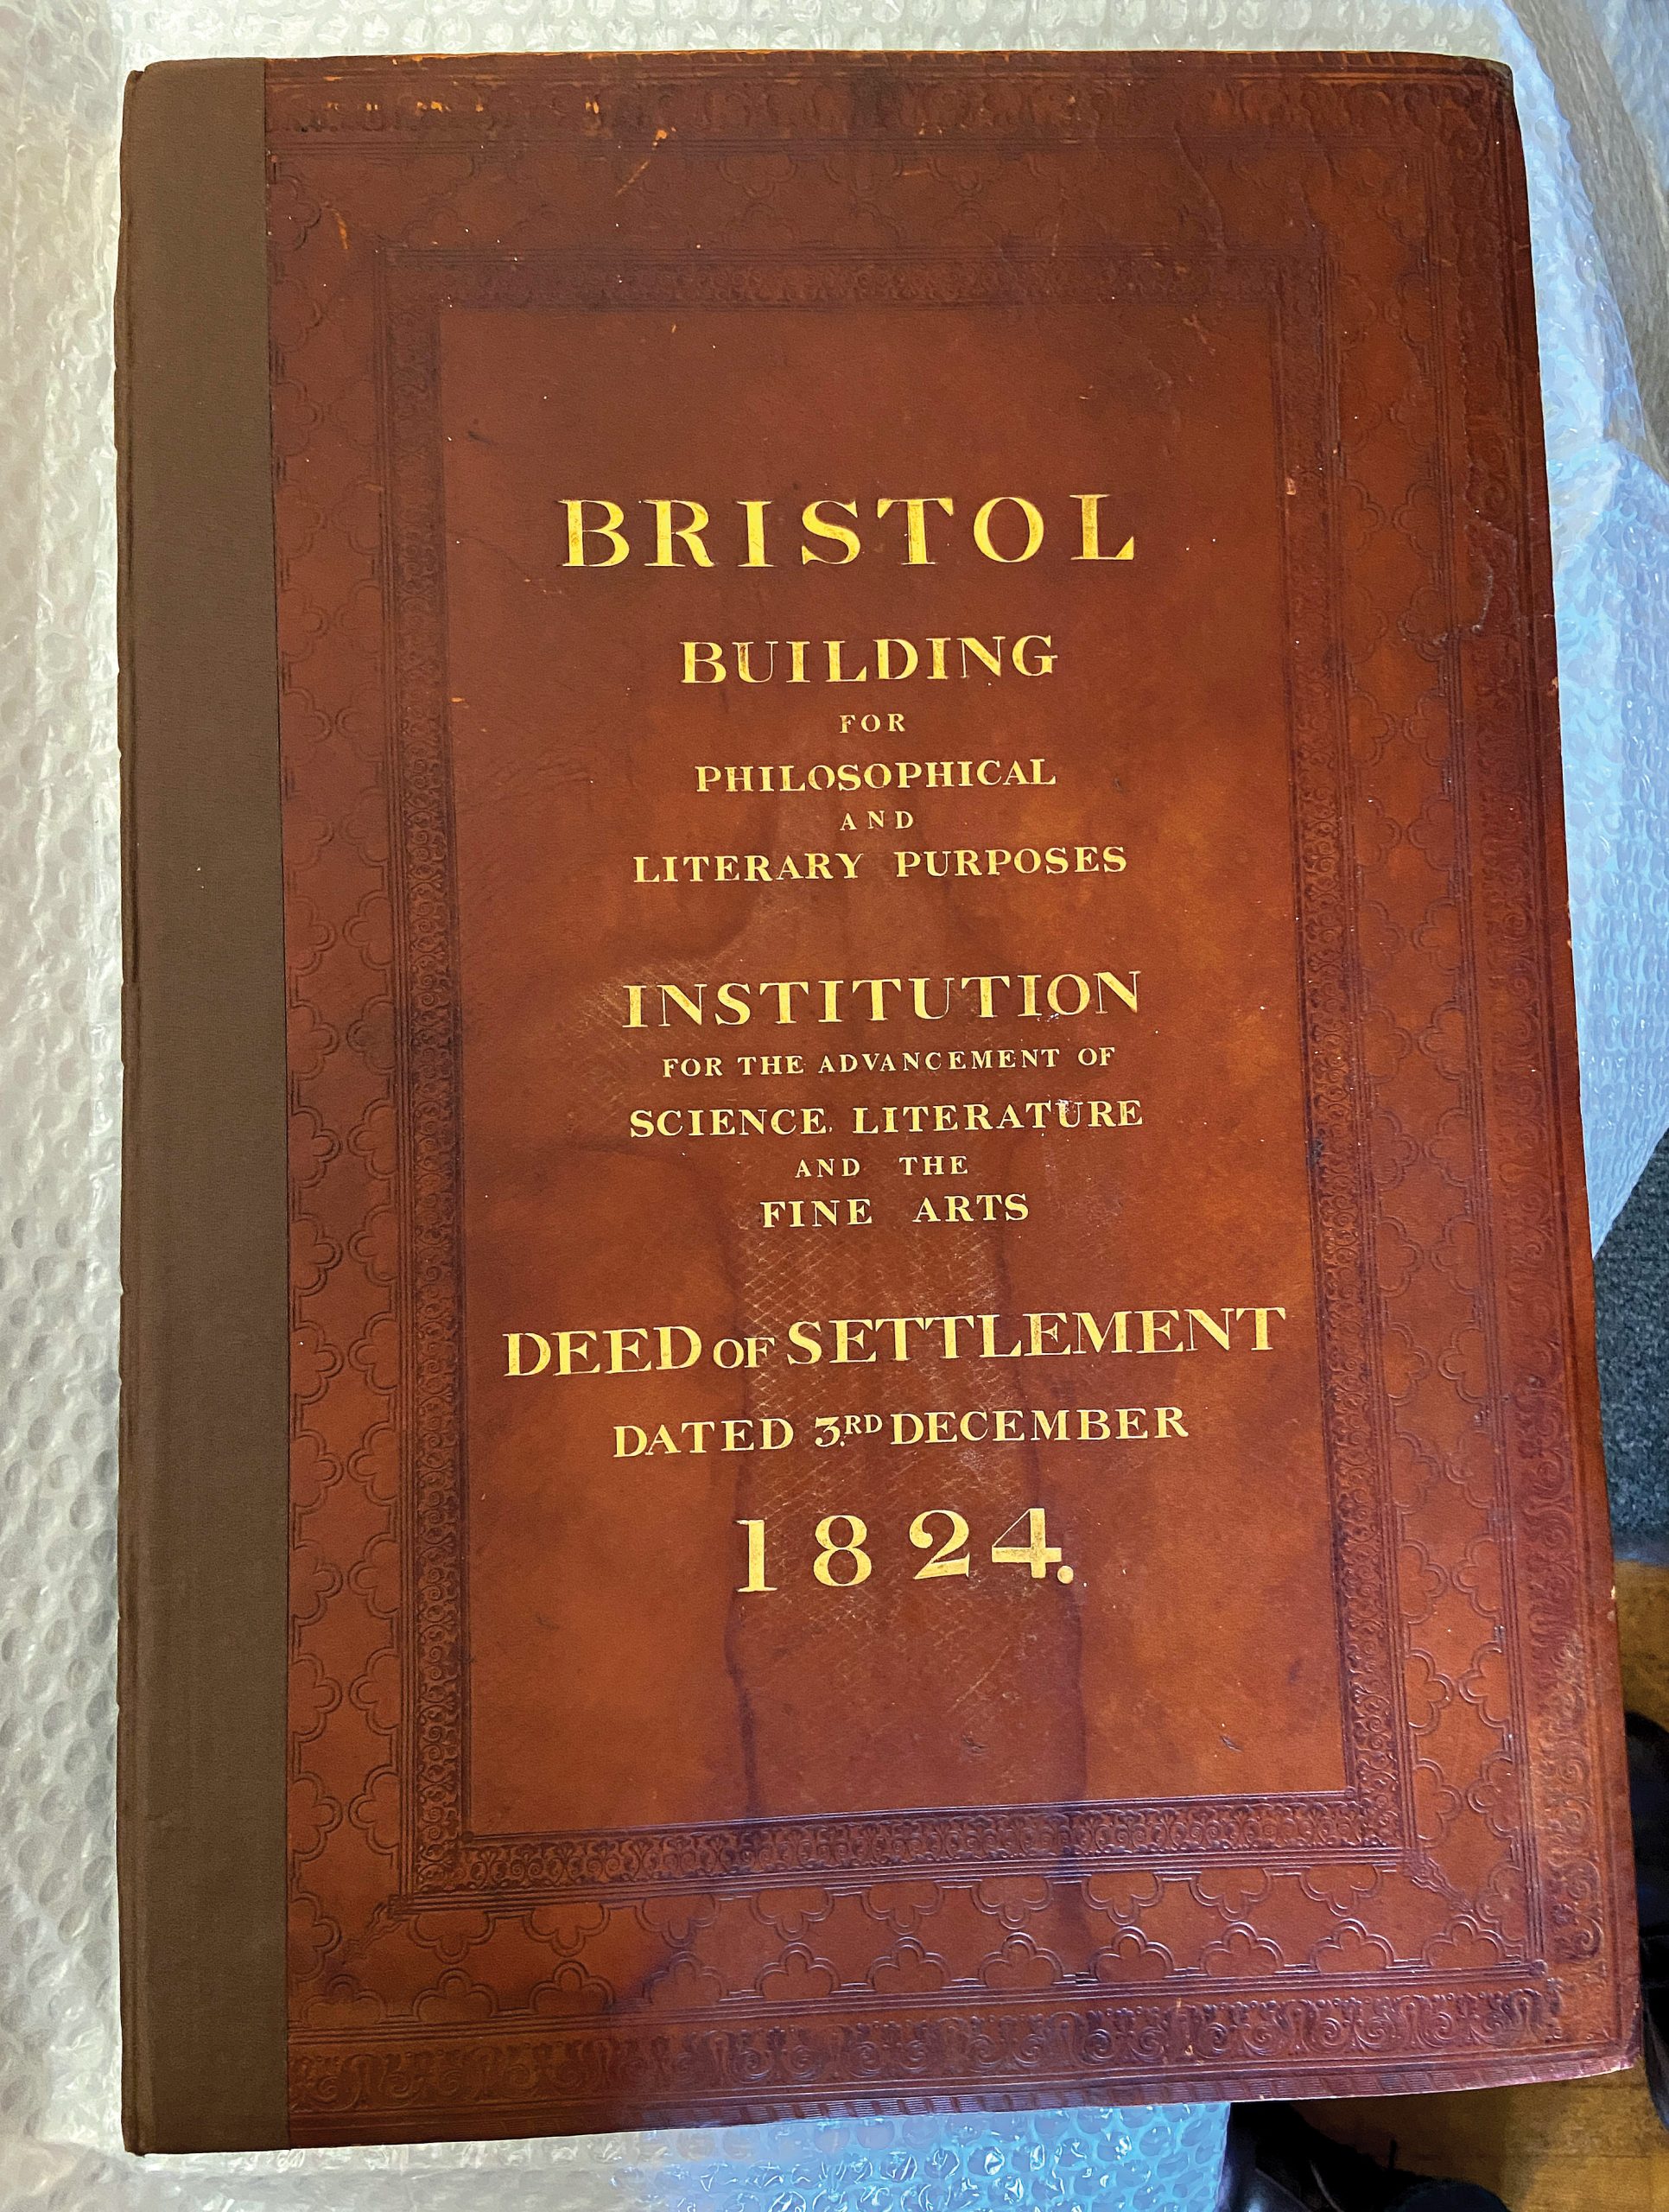 BRISTOL
BUILDING
FOR
PHILOSOPHICAL
AND
LITERARY PURPOSES
INSTITUTION
FOR THE ADVANCEMENT OF
SCIENCE, LITERATURE
AND THE
FINE ARTS
DEED OF SETTLEMENT
DATED 3RD DECEMBER
1824.